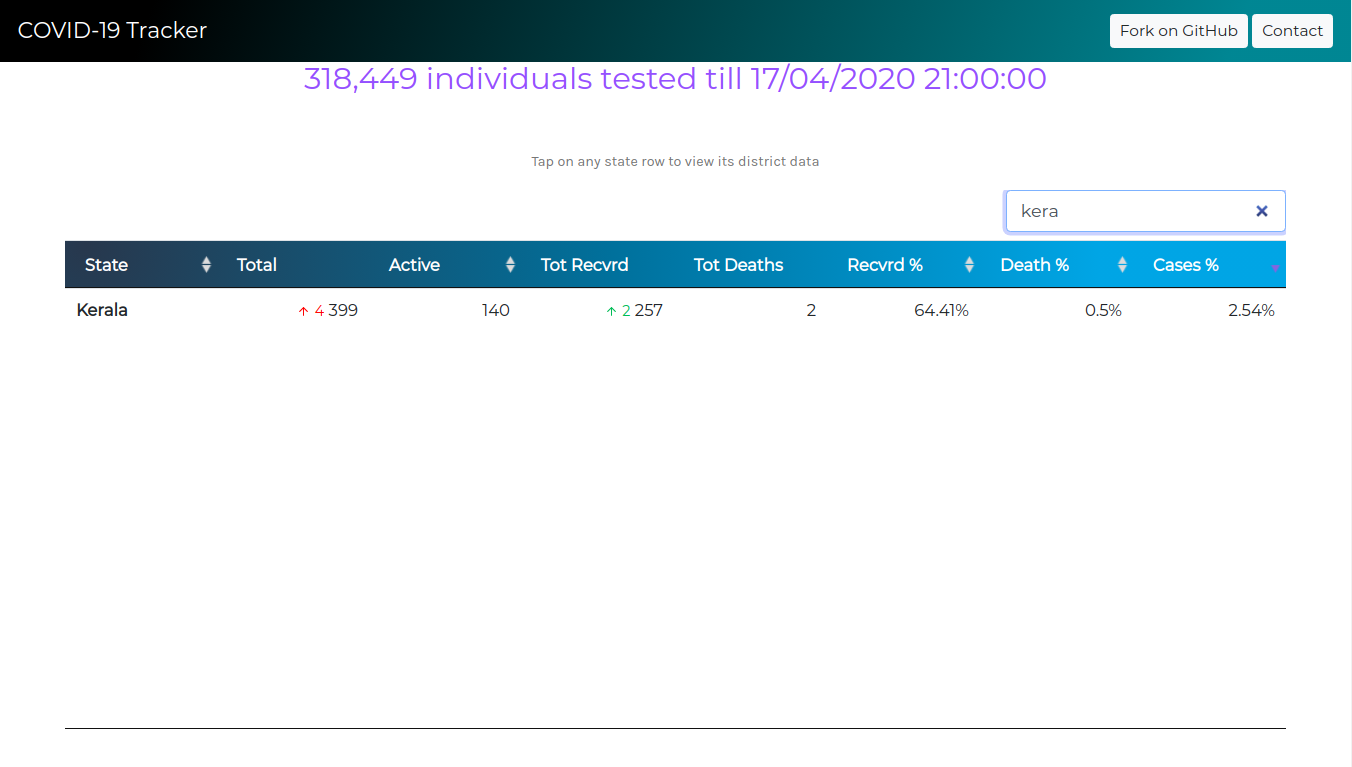 COVID-19 Tracker Fork on GitHub Contact
318,449 individuals tested till 17/04/2020 21:00:00
Tap on any state row to view its district data
kera
State Total Active Tot Recvrd Tot Deaths Recvrd % Death % Cases %
Kerala ↑ 4 399 140 ↑ 2 257 2 64.41% 0.5% 2.54%